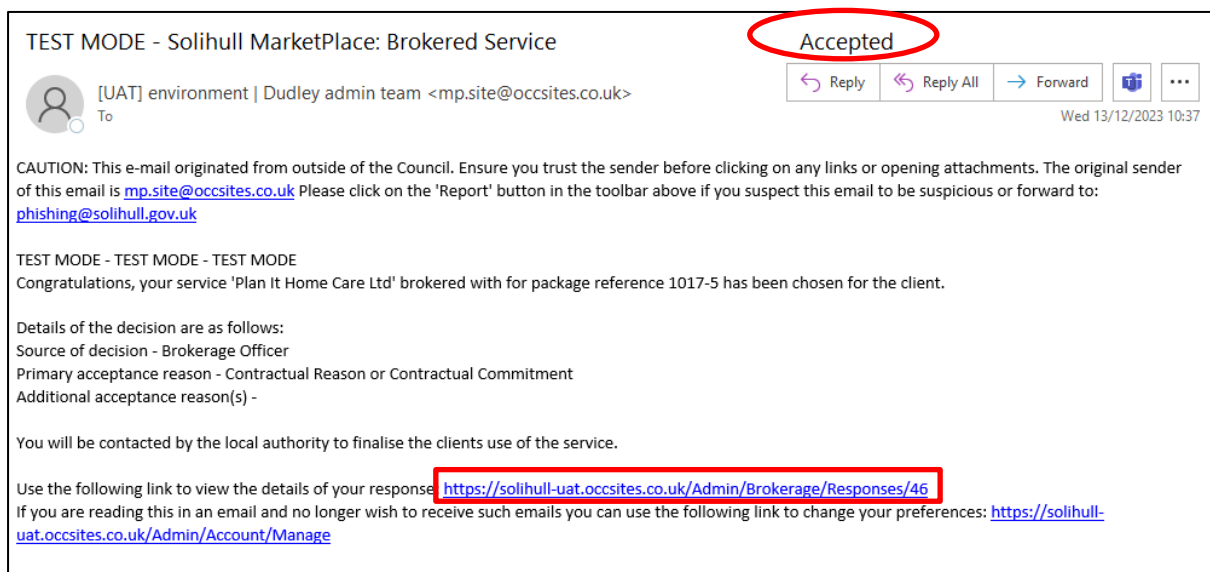 TEST MODE - Solihull MarketPlace: Brokered Service Accepted
[UAT] environment | Dudley admin team <mp.site@occsites.co.uk>
To
Reply Reply All Forward
Wed 13/12/2023 10:37
CAUTION: This e-mail originated from outside of the Council. Ensure you trust the sender before clicking on any links or opening attachments. The original sender
of this email is mp.site@occsites.co.uk Please click on the 'Report' button in the toolbar above if you suspect this email to be suspicious or forward to:
phishing@solihull.gov.uk
TEST MODE - TEST MODE - TEST MODE
Congratulations, your service 'Plan It Home Care Ltd' brokered with for package reference 1017-5 has been chosen for the client.
Details of the decision are as follows:
Source of decision - Brokerage Officer
Primary acceptance reason - Contractual Reason or Contractual Commitment
Additional acceptance reason(s) -
You will be contacted by the local authority to finalise the clients use of the service.
Use the following link to view the details of your response: https://solihull-uat.occsites.co.uk/Admin/Brokerage/Responses/46
If you are reading this in an email and no longer wish to receive such emails you can use the following link to change your preferences: https://solihull-
uat.occsites.co.uk/Admin/Account/Manage